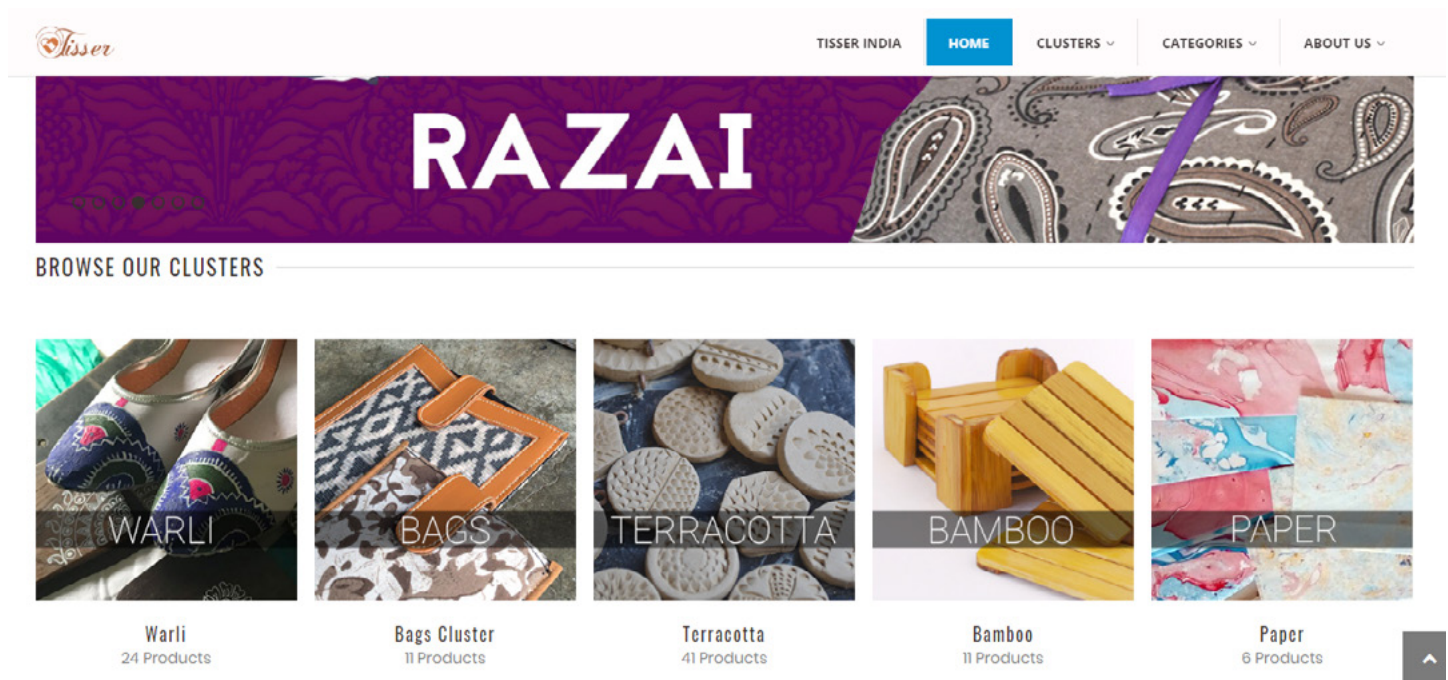 Tisser
TISSER INDIA
HOME
CLUSTERS
CATEGORIES
ABOUT US
RAZAI
BROWSE OUR CLUSTERS
WARLI
BAGS
TERRACOTTA
BAMBOO
PAPER
Warli
24 Products
Bags Cluster
11 Products
Terracotta
41 Products
Bamboo
11 Products
Paper
6 Products